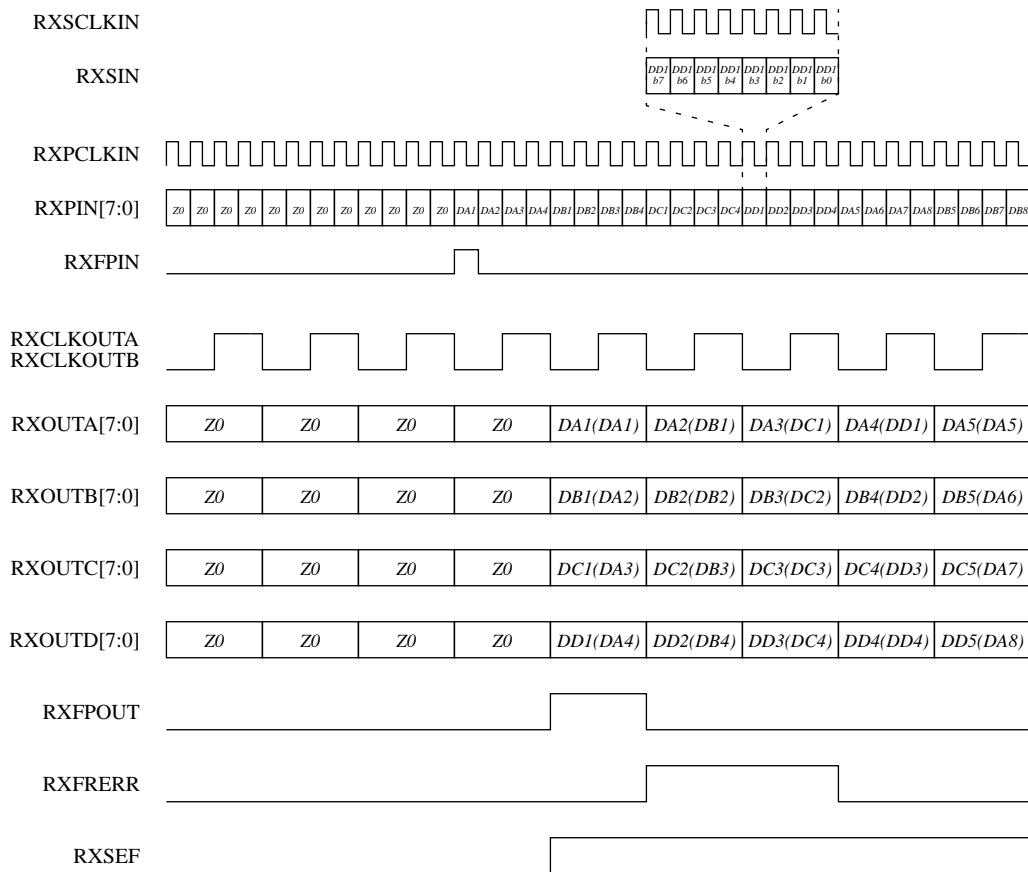 RXSCLKIN
RXSIN DD1 b7 DD1 b6 DD1 b5 DD1 b4 DD1 b3 DD1 b2 DD1 b1 DD1 b0
RXPCLKIN
RXPIN[7:0] Z0 Z0 Z0 Z0 Z0 Z0 Z0 Z0 Z0 Z0 Z0 Z0 DA1 DA2 DA3 DA4 DB1 DB2 DB3 DB4 DC1 DC2 DC3 DC4 DD1 DD2 DD3 DD4 DA5 DA6 DA7 DA8 DB5 DB6 DB7 DB8
RXFPIN
RXCLKOUTA
RXCLKOUTB
RXOUTA[7:0] Z0 Z0 Z0 Z0 DA1(DA1) DA2(DB1) DA3(DC1) DA4(DD1) DA5(DA5)
RXOUTB[7:0] Z0 Z0 Z0 Z0 DB1(DA2) DB2(DB2) DB3(DC2) DB4(DD2) DB5(DA6)
RXOUTC[7:0] Z0 Z0 Z0 Z0 DC1(DA3) DC2(DB3) DC3(DC3) DC4(DD3) DC5(DA7)
RXOUTD[7:0] Z0 Z0 Z0 Z0 DD1(DA4) DD2(DB4) DD3(DC4) DD4(DD4) DD5(DA8)
RXFPOUT
RXFRERR
RXSEF